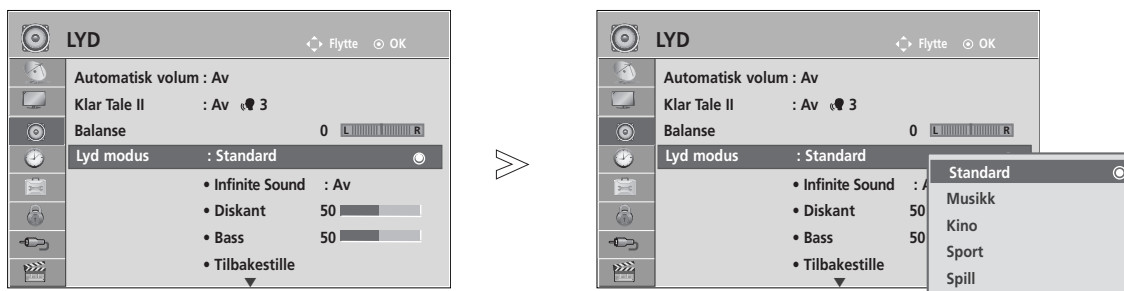 LYD Flytte OK
Automatisk volum : Av
Klar Tale II : Av 3
Balanse 0 L R
Lyd modus : Standard
• Infinite Sound : Av
• Diskant 50
• Bass 50
• Tilbakestille
LYD Flytte OK
Automatisk volum : Av
Klar Tale II : Av 3
Balanse 0 L R
Lyd modus : Standard
• Infinite Sound :
• Diskant 50
• Bass 50
• Tilbakestille
Standard
Musikk
Kino
Sport
Spill